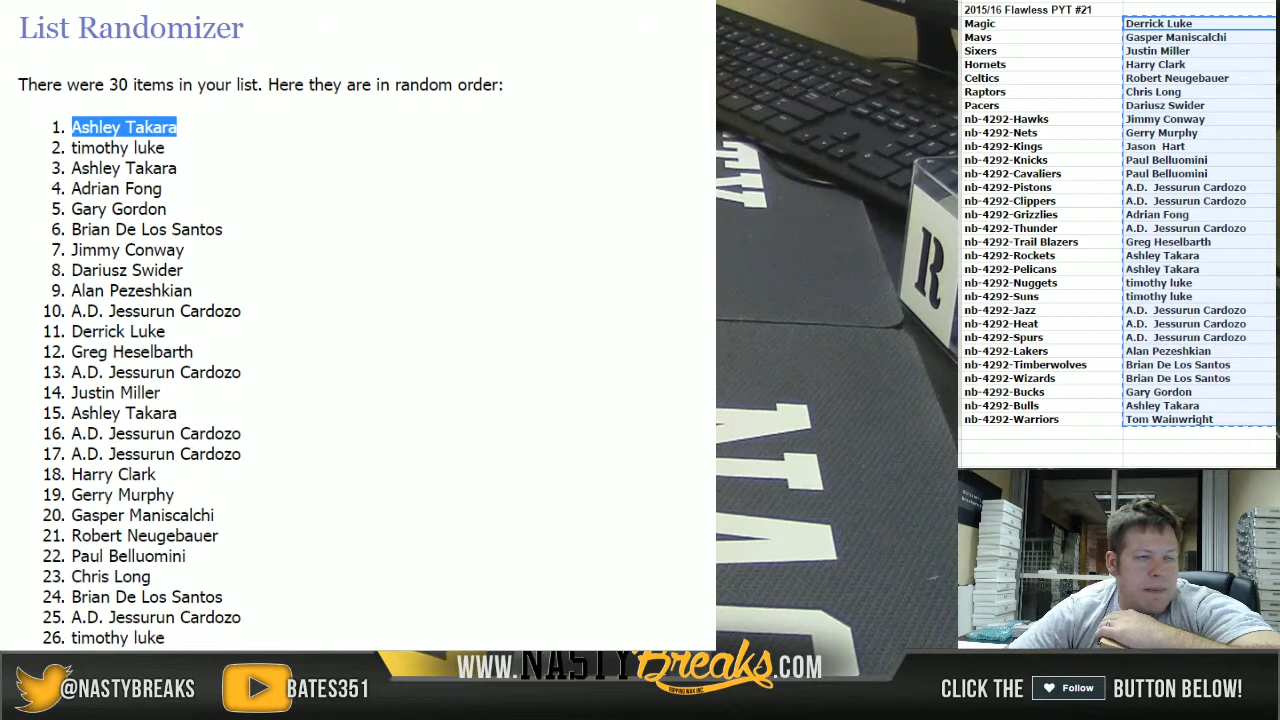 List Randomizer
There were 30 items in your list. Here they are in random order:
1. Ashley Takara
2. timothy luke
3. Ashley Takara
4. Adrian Fong
5. Gary Gordon
6. Brian De Los Santos
7. Jimmy Conway
8. Dariusz Swider
9. Alan Pezeshkian
10. A.D. Jessurun Cardozo
11. Derrick Luke
12. Greg Heselbarth
13. A.D. Jessurun Cardozo
14. Justin Miller
15. Ashley Takara
16. A.D. Jessurun Cardozo
17. A.D. Jessurun Cardozo
18. Harry Clark
19. Gerry Murphy
20. Gasper Maniscalchi
21. Robert Neugebauer
22. Paul Belluomini
23. Chris Long
24. Brian De Los Santos
25. A.D. Jessurun Cardozo
26. timothy luke
R
2015/16 Flawless PYT #21
Magic Derrick Luke
Mavs Gasper Maniscalchi
Sixers Justin Miller
Hornets Harry Clark
Celtics Robert Neugebauer
Raptors Chris Long
Pacers Dariusz Swider
nb-4292-Hawks Jimmy Conway
nb-4292-Nets Gerry Murphy
nb-4292-Kings Jason Hart
nb-4292-Knicks Paul Belluomini
nb-4292-Cavaliers Paul Belluomini
nb-4292-Pistons A.D. Jessurun Cardozo
nb-4292-Clippers A.D. Jessurun Cardozo
nb-4292-Grizzlies Adrian Fong
nb-4292-Thunder A.D. Jessurun Cardozo
nb-4292-Trail Blazers Greg Heselbarth
nb-4292-Rockets Ashley Takara
nb-4292-Pelicans Ashley Takara
nb-4292-Nuggets timothy luke
nb-4292-Suns timothy luke
nb-4292-Jazz A.D. Jessurun Cardozo
nb-4292-Heat A.D. Jessurun Cardozo
nb-4292-Spurs A.D. Jessurun Cardozo
nb-4292-Lakers Alan Pezeshkian
nb-4292-Timberwolves Brian De Los Santos
nb-4292-Wizards Brian De Los Santos
nb-4292-Bucks Gary Gordon
nb-4292-Bulls Ashley Takara
nb-4292-Warriors Tom Wainwright
@NASTYBREAKS
BATES351
WWW.NASTYBreaks.COM
RIPPING WAX INC.
CLICK THE Follow BUTTON BELOW!